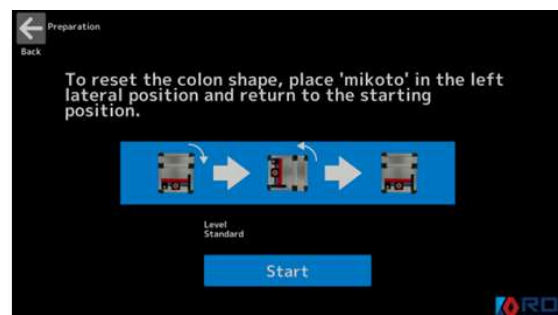 Preparation
Back
To reset the colon shape, place 'mikoto' in the left
lateral position and return to the starting
position.
Level
Standard
Start